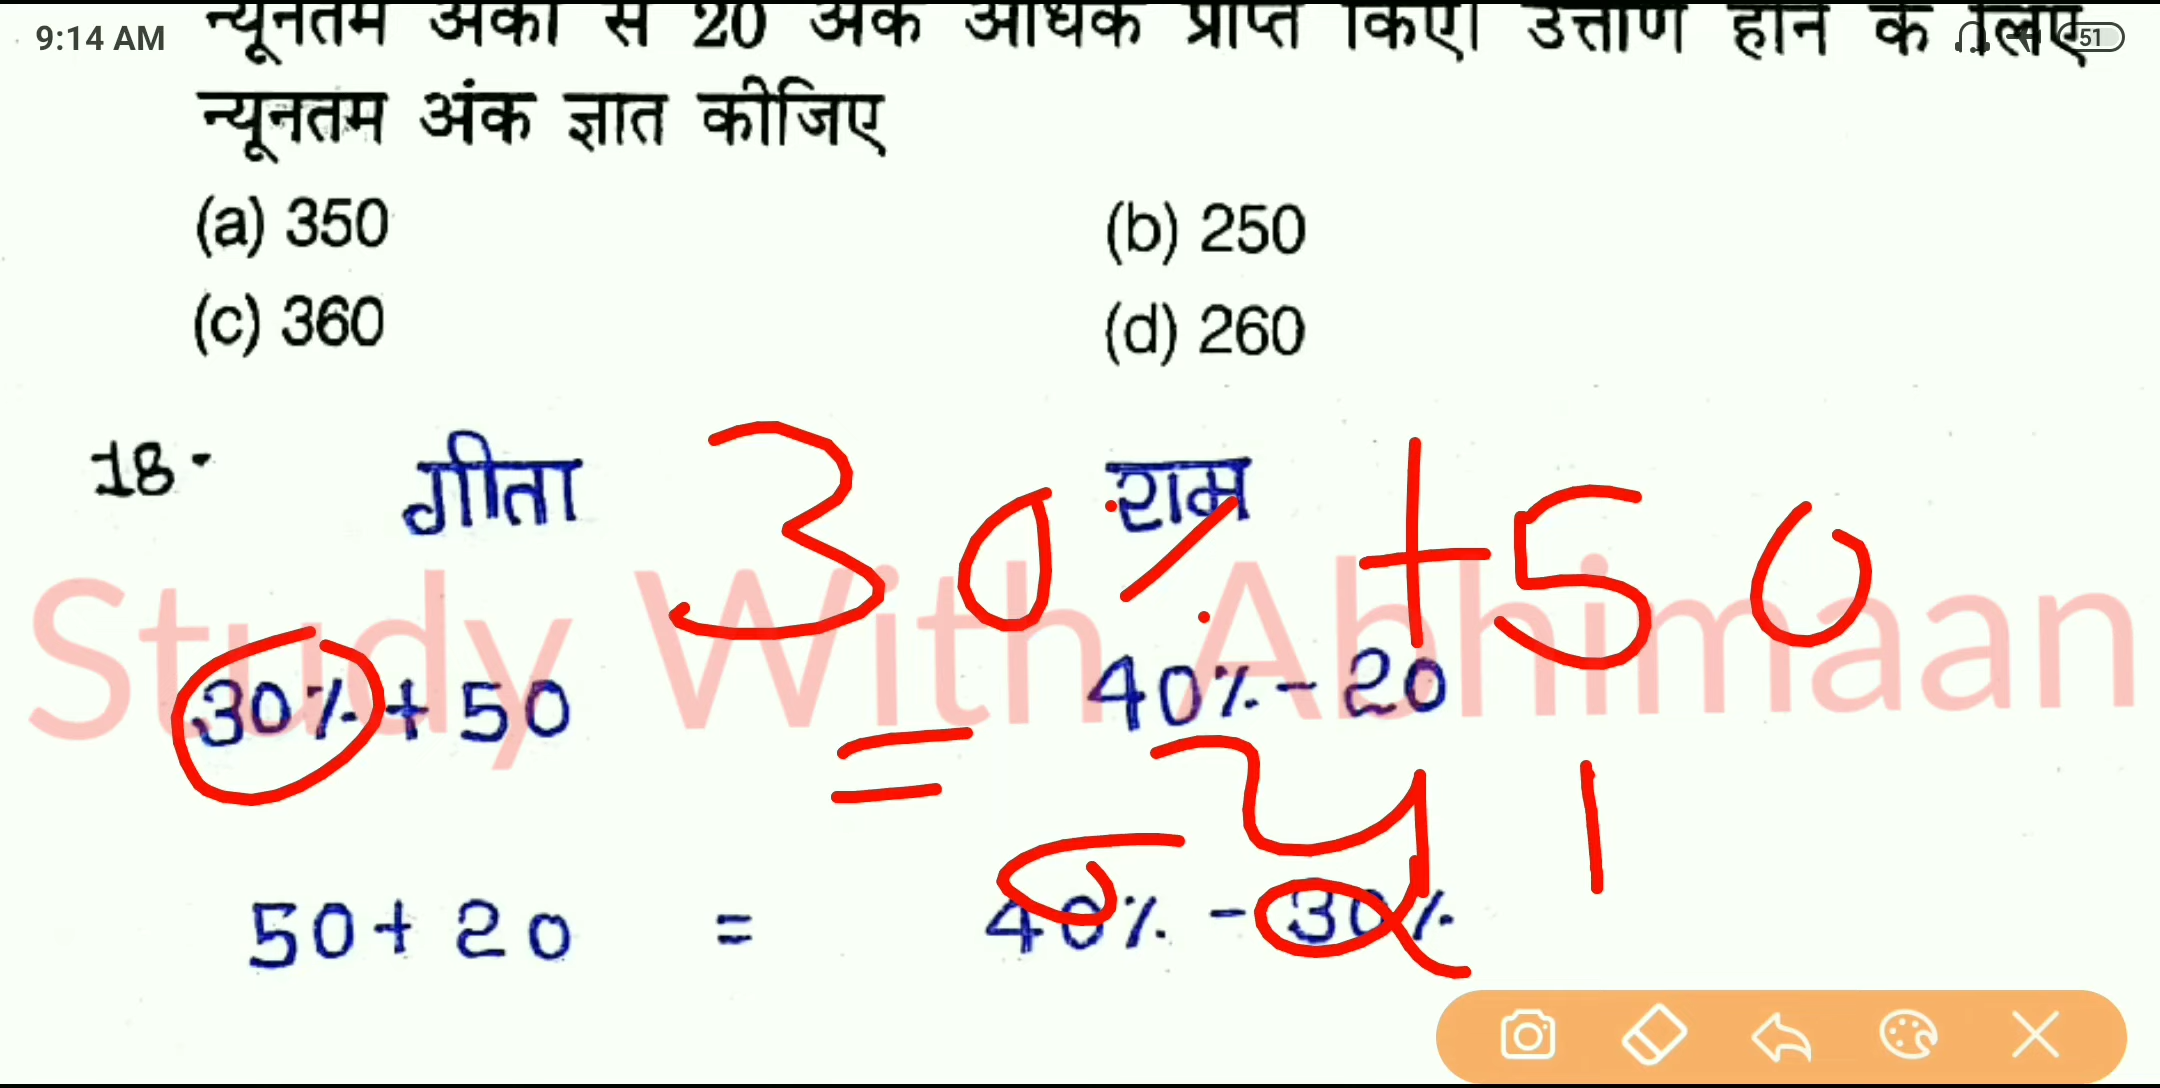 9:14 AM
न्यूनतम अंकों से 20 अंक अधिक प्राप्त किए। उत्तीर्ण होने के लिए
51
न्यूनतम अंक ज्ञात कीजिए
(a) 350 (b) 250
(c) 360 (d) 260
18. गीता राम
30% + 50
Study With Abhimaan
30% + 50 = 40% - 20
50 + 20 = 40% - 30%